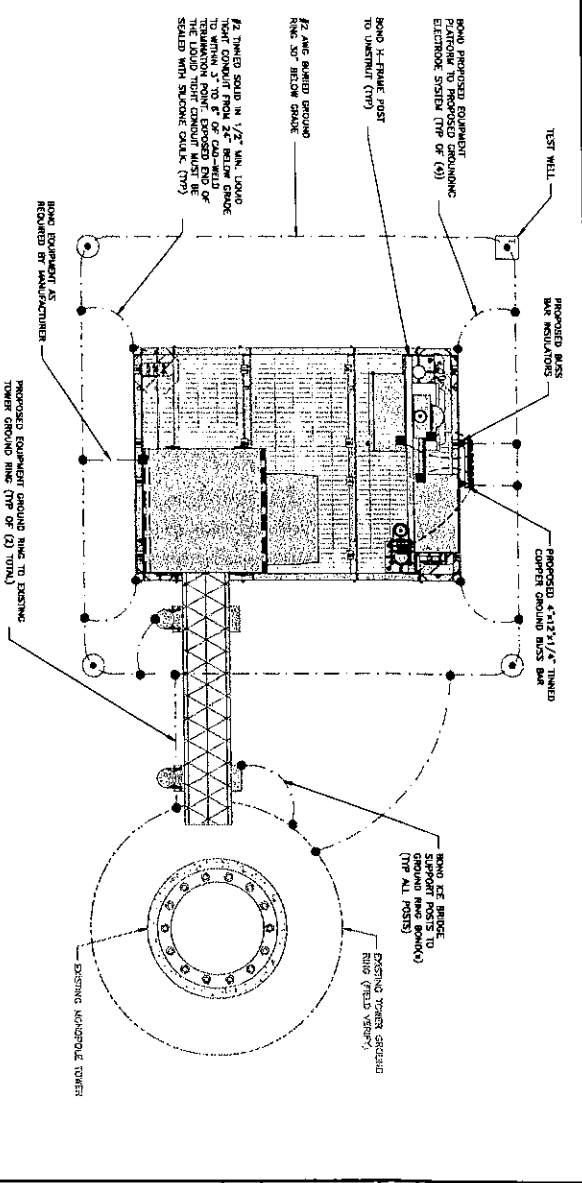 TEST WELL
BOND PROPOSED EQUIPMENT
PLATFORM TO PROPOSED GROUNDING
ELECTRODE SYSTEM (TYP OF (4))
BOND H-FRAME POST
TO UNISTRUT (TYP)
#2 AWG BURIED GROUND
RING 30" BELOW GRADE
#2 TINNED SOLID IN 1/2" MIN. LIQUID
TIGHT CONDUIT FROM 24" BELOW GRADE
TO WITHIN 3" TO 6" OF CAD-WELD
TERMINATION POINT. EXPOSED END OF
THE LIQUID TIGHT CONDUIT MUST BE
SEALED WITH SILICONE CAULK. (TYP)
PROPOSED BUSS
BAR INSULATORS
PROPOSED 4"x12"x1/4" TINNED
COPPER GROUND BUSS BAR
BOND EQUIPMENT AS
REQUIRED BY MANUFACTURER
PROPOSED EQUIPMENT GROUND RING TO EXISTING
TOWER GROUND RING (TYP OF (2) TOTAL)
BOND ICE BRIDGE
SUPPORT POSTS TO
GROUND RING BOND(s)
(TYP ALL POSTS)
EXISTING TOWER GROUND
RING (FIELD VERIFY)
EXISTING MONOPOLE TOWER